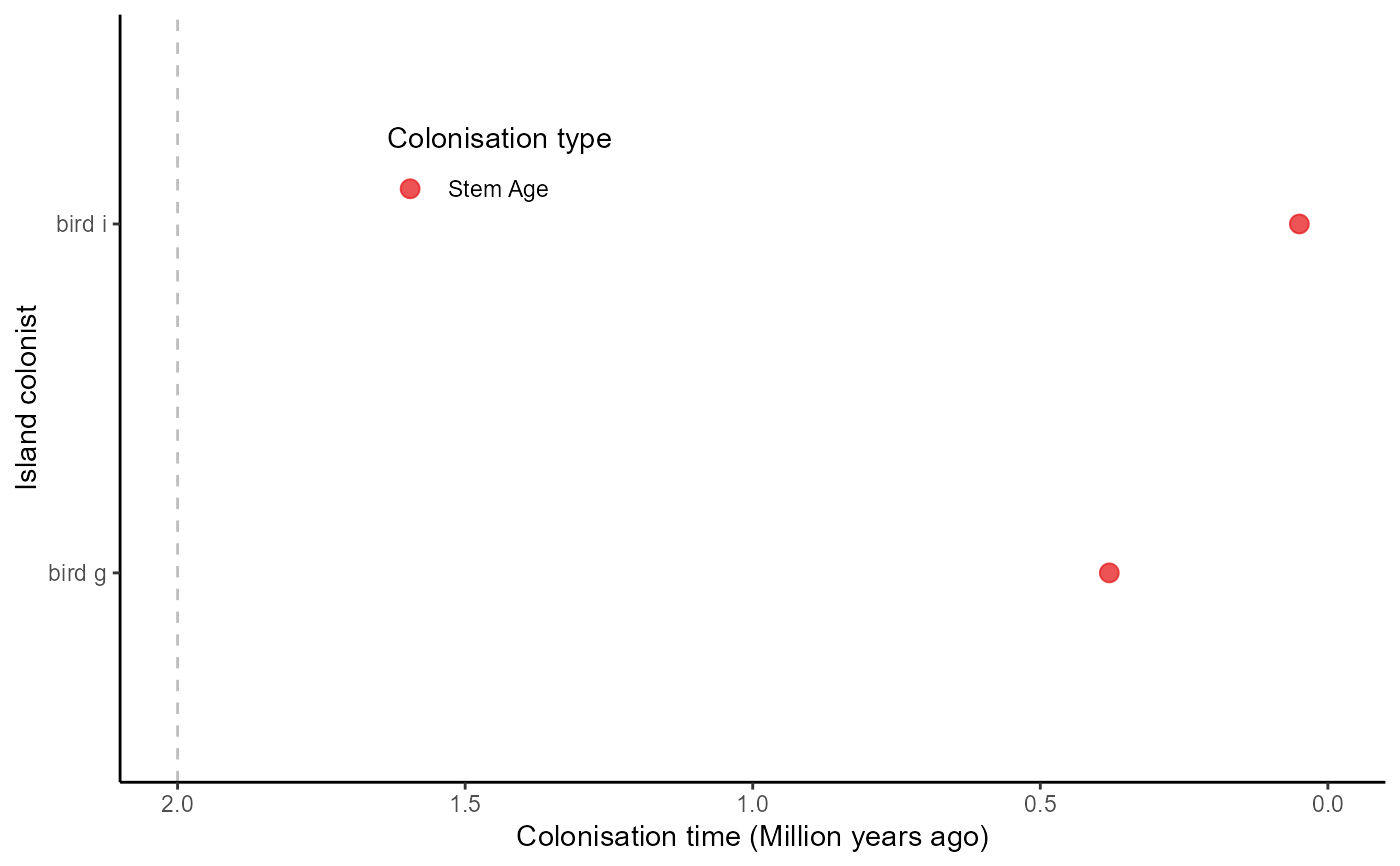 Colonisation type
Stem Age
bird i
bird g
Island colonist
2.0 1.5 1.0 0.5 0.0
Colonisation time (Million years ago)